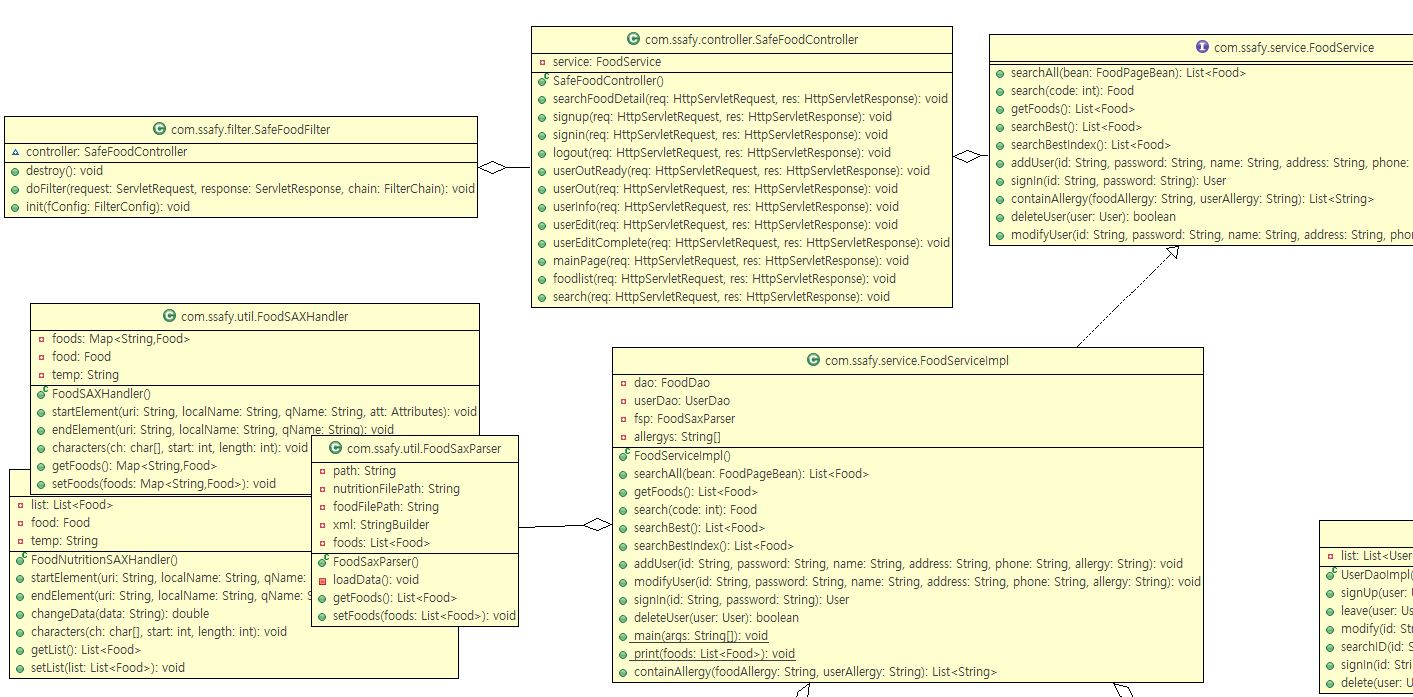 com.ssafy.filter.SafeFoodFilter
controller: SafeFoodController
destroy(): void
doFilter(request: ServletRequest, response: ServletResponse, chain: FilterChain): void
init(fConfig: FilterConfig): void
com.ssafy.controller.SafeFoodController
service: FoodService
SafeFoodController()
searchFoodDetail(req: HttpServletRequest, res: HttpServletResponse): void
signup(req: HttpServletRequest, res: HttpServletResponse): void
signin(req: HttpServletRequest, res: HttpServletResponse): void
logout(req: HttpServletRequest, res: HttpServletResponse): void
userOutReady(req: HttpServletRequest, res: HttpServletResponse): void
userOut(req: HttpServletRequest, res: HttpServletResponse): void
userInfo(req: HttpServletRequest, res: HttpServletResponse): void
userEdit(req: HttpServletRequest, res: HttpServletResponse): void
userEditComplete(req: HttpServletRequest, res: HttpServletResponse): void
mainPage(req: HttpServletRequest, res: HttpServletResponse): void
foodlist(req: HttpServletRequest, res: HttpServletResponse): void
search(req: HttpServletRequest, res: HttpServletResponse): void
com.ssafy.service.FoodService
searchAll(bean: FoodPageBean): List<Food>
search(code: int): Food
getFoods(): List<Food>
searchBest(): List<Food>
searchBestIndex(): List<Food>
addUser(id: String, password: String, name: String, address: String, phone:
signIn(id: String, password: String): User
containAllergy(foodAllergy: String, userAllergy: String): List<String>
deleteUser(user: User): boolean
modifyUser(id: String, password: String, name: String, address: String, phon
com.ssafy.util.FoodSAXHandler
foods: Map<String,Food>
food: Food
temp: String
FoodSAXHandler()
startElement(uri: String, localName: String, qName: String, att: Attributes): void
endElement(uri: String, localName: String, qName: String): void
characters(ch: char[], start: int, length: int): void
getFoods(): Map<String,Food>
setFoods(foods: Map<String,Food>): void
list: List<Food>
food: Food
temp: String
FoodNutritionSAXHandler()
startElement(uri: String, localName: String, qName:
endElement(uri: String, localName: String, qName: S
changeData(data: String): double
characters(ch: char[], start: int, length: int): void
getList(): List<Food>
setList(list: List<Food>): void
com.ssafy.util.FoodSaxParser
path: String
nutritionFilePath: String
foodFilePath: String
xml: StringBuilder
foods: List<Food>
FoodSaxParser()
loadData(): void
getFoods(): List<Food>
setFoods(foods: List<Food>): void
com.ssafy.service.FoodServiceImpl
dao: FoodDao
userDao: UserDao
fsp: FoodSaxParser
allergys: String[]
FoodServiceImpl()
searchAll(bean: FoodPageBean): List<Food>
getFoods(): List<Food>
search(code: int): Food
searchBest(): List<Food>
searchBestIndex(): List<Food>
addUser(id: String, password: String, name: String, address: String, phone: String, allergy: String): void
modifyUser(id: String, password: String, name: String, address: String, phone: String, allergy: String): void
signIn(id: String, password: String): User
deleteUser(user: User): boolean
main(args: String[]): void
print(foods: List<Food>): void
containAllergy(foodAllergy: String, userAllergy: String): List<String>
list: List<User
UserDaoImpl(
signUp(user: U
leave(user: Us
modify(id: Str
searchID(id: S
signIn(id: Stri
delete(user: U